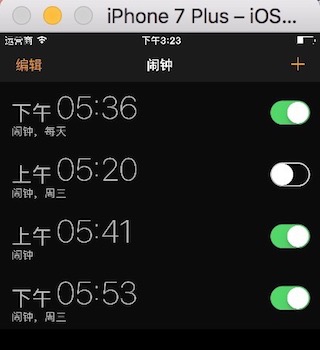 iPhone 7 Plus – iOS...
运营商 下午3:23
编辑 闹钟 +
下午 05:36
闹钟，每天
上午 05:20
闹钟，周三
上午 05:41
闹钟
下午 05:53
闹钟，周三